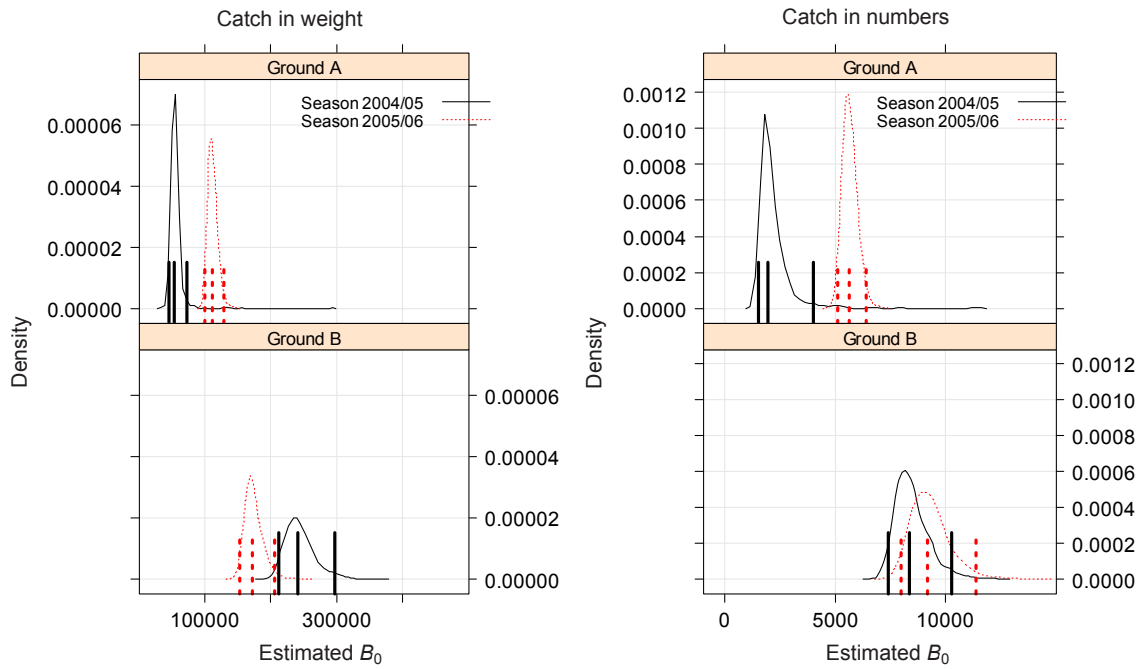 Catch in weight
Ground A
Season 2004/05
Season 2005/06
0.00006
0.00004
0.00002
0.00000
Density
Ground B
0.00006
0.00004
0.00002
0.00000
100000 300000
Estimated B0
Catch in numbers
0 5000 10000
Ground A
Season 2004/05
Season 2005/06
0.0012
0.0010
0.0008
0.0006
0.0004
0.0002
0.0000
Density
Ground B
0.0012
0.0010
0.0008
0.0006
0.0004
0.0002
0.0000
Estimated B0